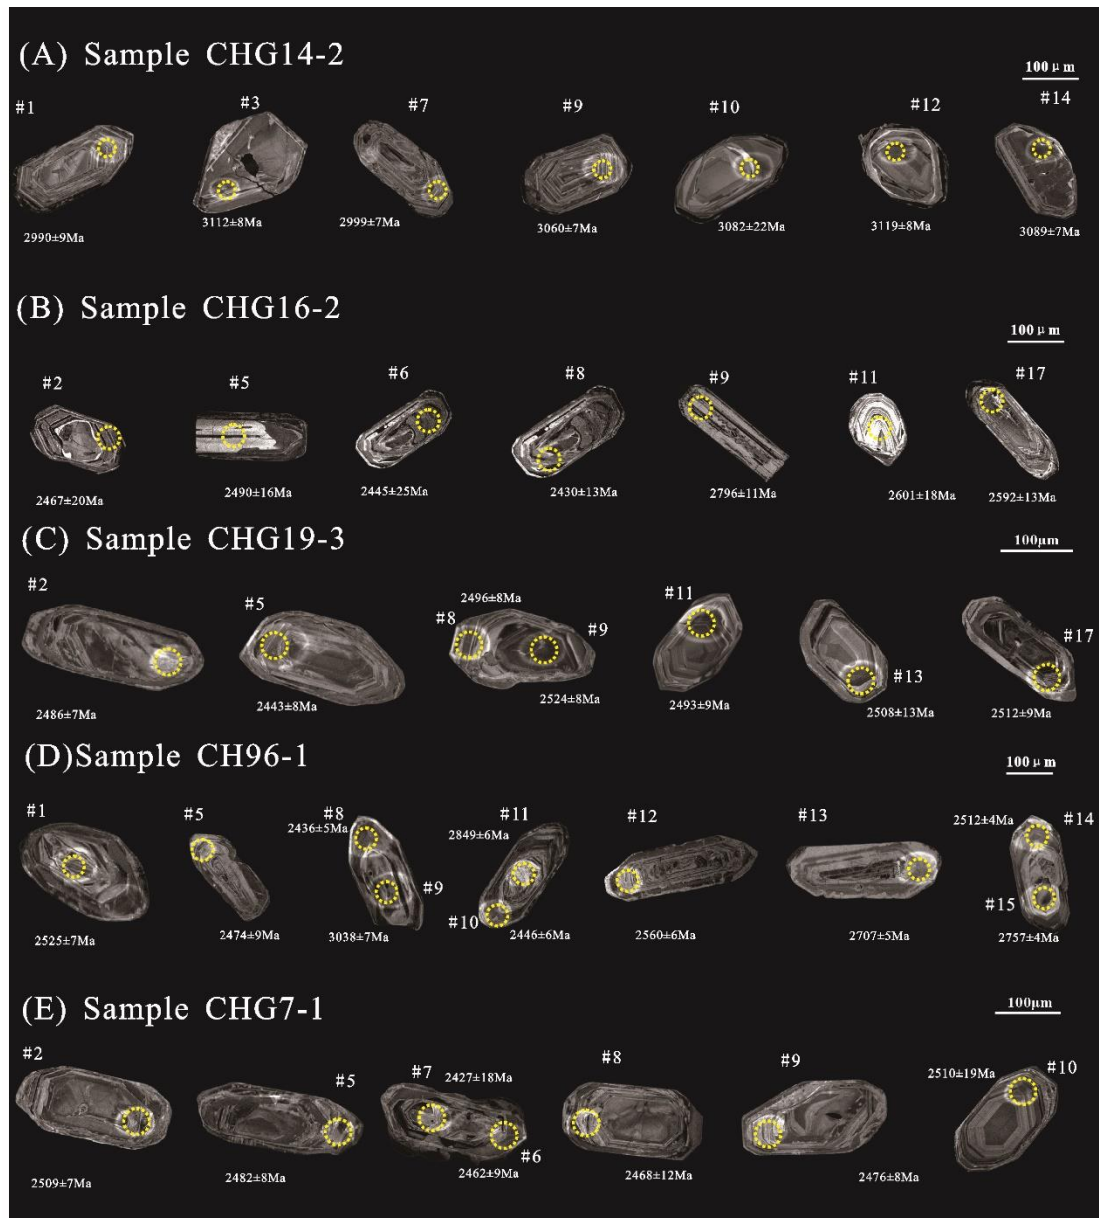 (A) Sample CHG14-2
100 μm
#1
#3
#7
#9
#10
#12
#14
2990±9Ma
3112±8Ma
2999±7Ma
3060±7Ma
3082±22Ma
3119±8Ma
3089±7Ma
(B) Sample CHG16-2
100 μm
#2
#5
#6
#8
#9
#11
#17
2467±20Ma
2490±16Ma
2445±25Ma
2430±13Ma
2796±11Ma
2601±18Ma
2592±13Ma
(C) Sample CHG19-3
100μm
#2
#5
2496±8Ma
#8
#9
#11
#13
#17
2486±7Ma
2443±8Ma
2524±8Ma
2493±9Ma
2508±13Ma
2512±9Ma
(D)Sample CH96-1
100 μm
#1
#5
#8
2436±5Ma
#9
#11
2849±6Ma
#10
#12
#13
2512±4Ma
#14
#15
2525±7Ma
2474±9Ma
3038±7Ma
2446±6Ma
2560±6Ma
2707±5Ma
2757±4Ma
(E) Sample CHG7-1
100μm
#2
#5
#7
2427±18Ma
#6
#8
#9
2510±19Ma
#10
2509±7Ma
2482±8Ma
2462±9Ma
2468±12Ma
2476±8Ma